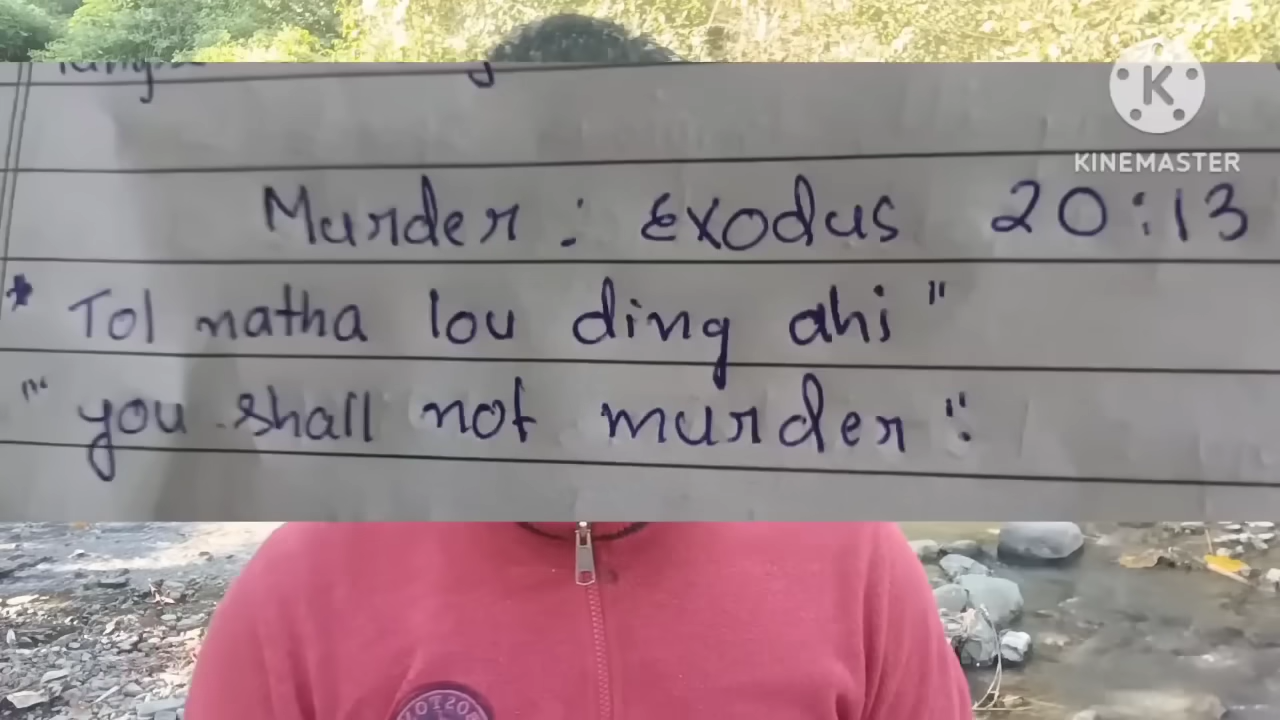 KINEMASTER
Murder : Exodus 20:13
* Tol natha lou ding ahi "
" you shall not murder "